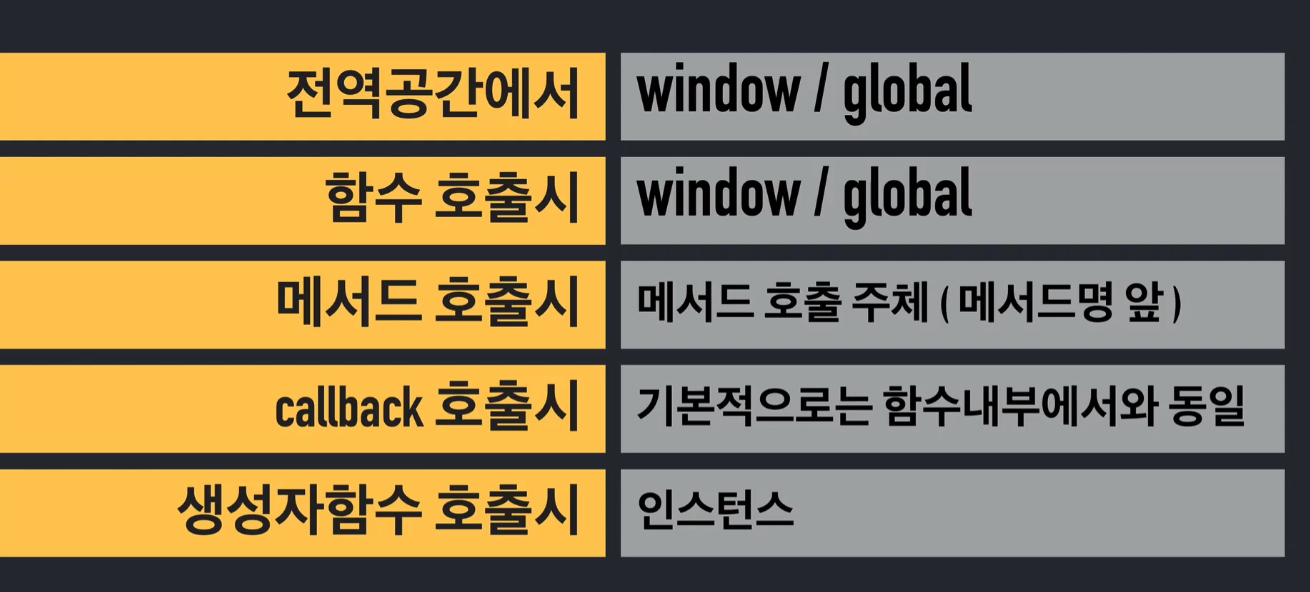 전역공간에서 window / global
함수 호출시 window / global
메서드 호출시 메서드 호출 주체 ( 메서드명 앞 )
callback 호출시 기본적으로는 함수내부에서와 동일
생성자함수 호출시 인스턴스